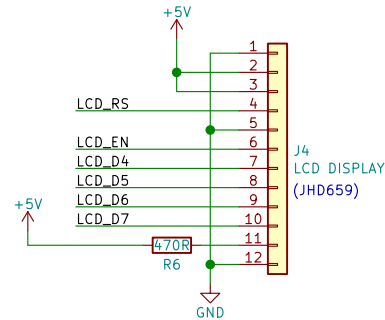 +5V
1
2
3
LCD_RS 4
5
LCD_EN 6
J4
LCD_D4 7
LCD DISPLAY
LCD_D5 8
(JHD659)
LCD_D6 9
+5V
LCD_D7 10
470R 11
R6 12
GND